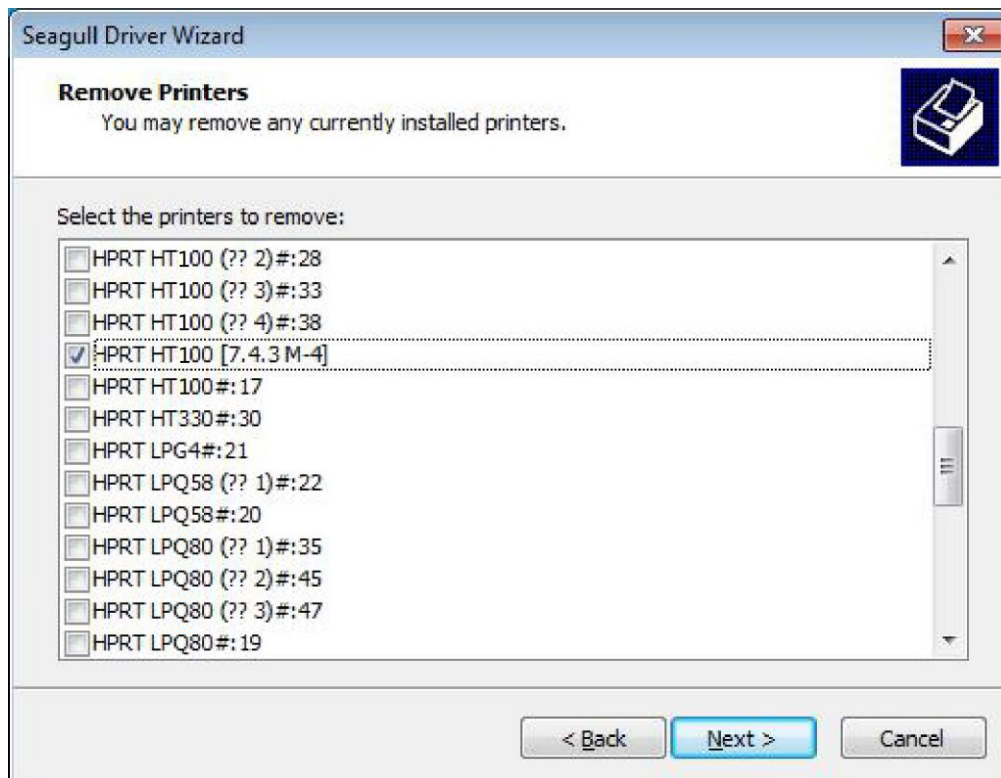 Seagull Driver Wizard
Remove Printers
You may remove any currently installed printers.
Select the printers to remove:
HPRT HT100 (?? 2)#:28
HPRT HT100 (?? 3)#:33
HPRT HT100 (?? 4)#:38
HPRT HT100 [7.4.3 M-4]
HPRT HT100#:17
HPRT HT330#:30
HPRT LPG4#:21
HPRT LPQ58 (?? 1)#:22
HPRT LPQ58#:20
HPRT LPQ80 (?? 1)#:35
HPRT LPQ80 (?? 2)#:45
HPRT LPQ80 (?? 3)#:47
HPRT LPQ80#:19
< Back Next > Cancel